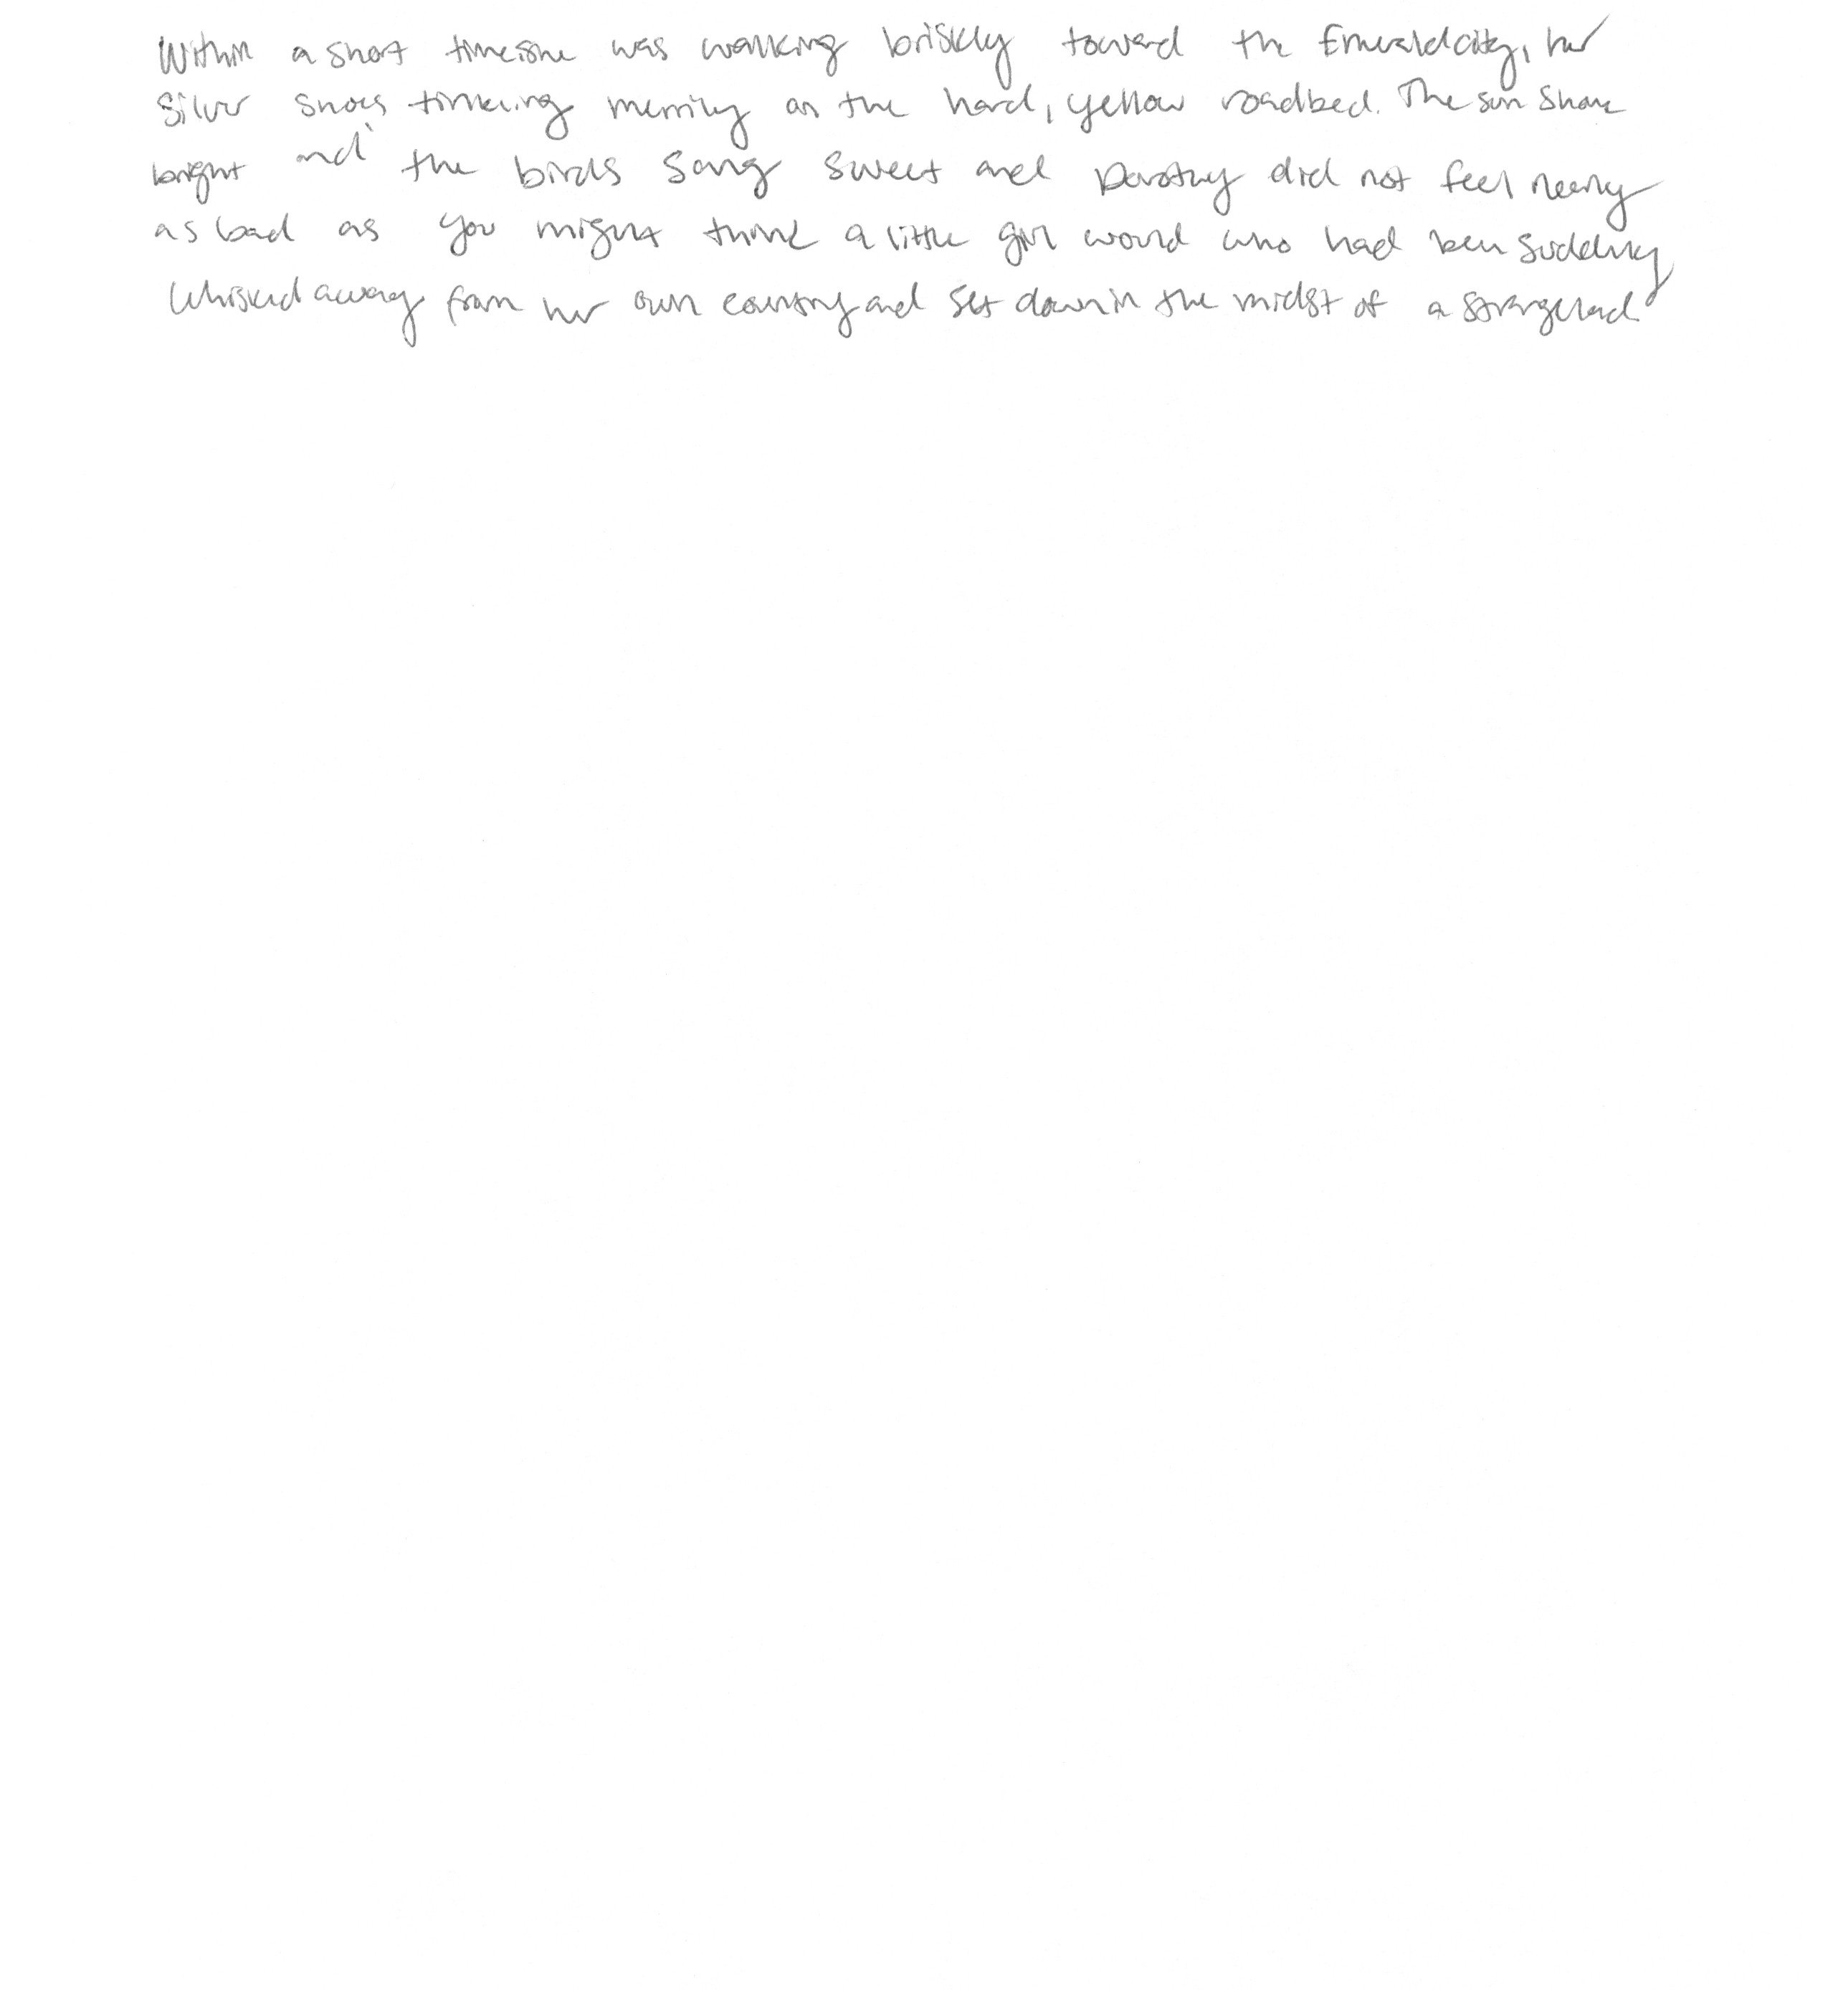 Within a short time she was walking briskly toward the Emerald city, her
silver shoes tinkling merrily on the hard, yellow roadbed. The sun shone
bright and the birds sang sweet and Dorothy did not feel nearly
as bad as you might think a little girl would who had been suddenly
whisked away from her own country and set down in the midst of a strange land